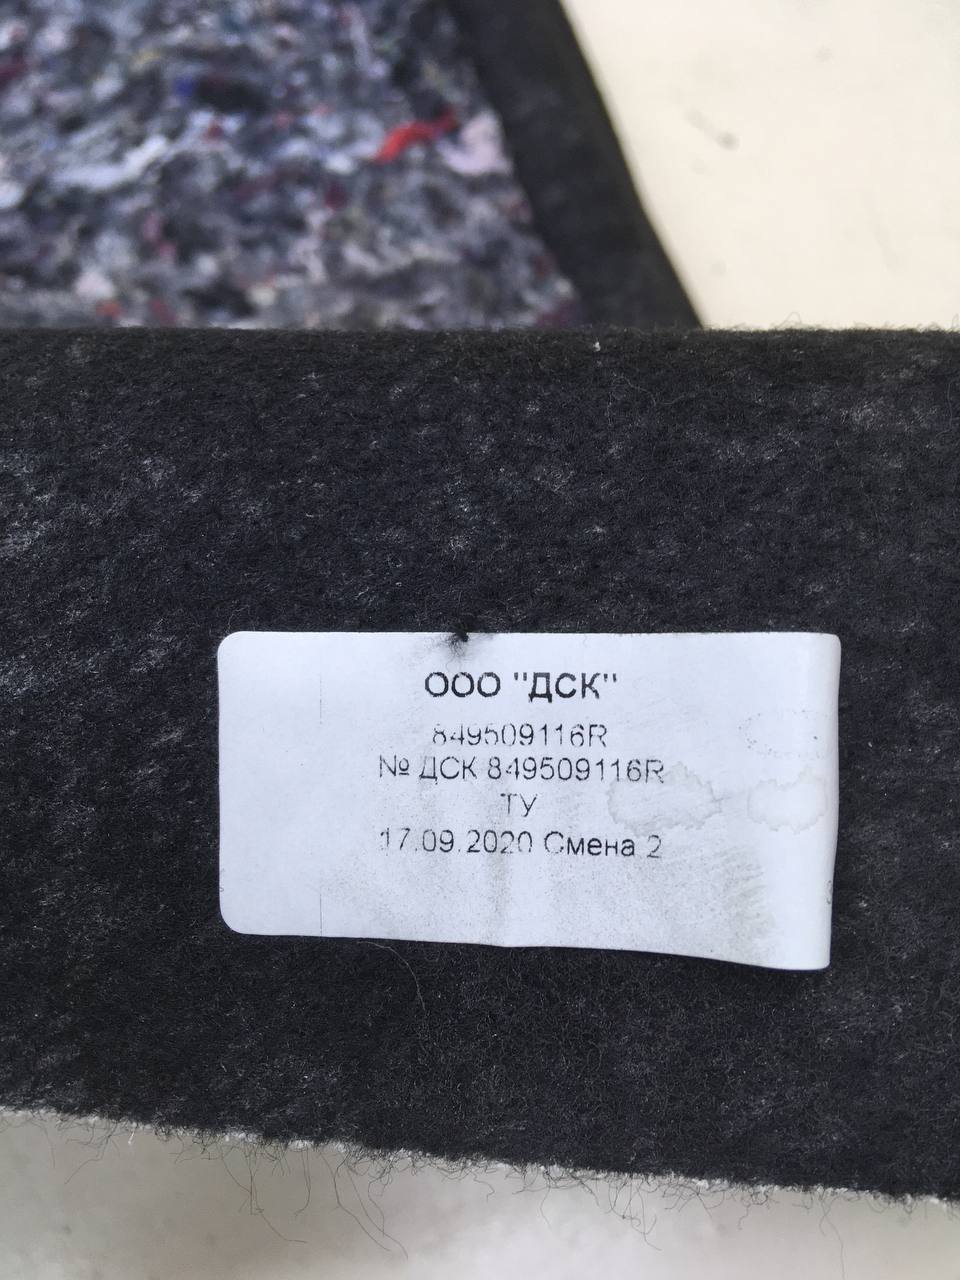 ООО "ДСК"
849509116R
№ ДСК 849509116R
ТУ
17.09.2020 Смена 2